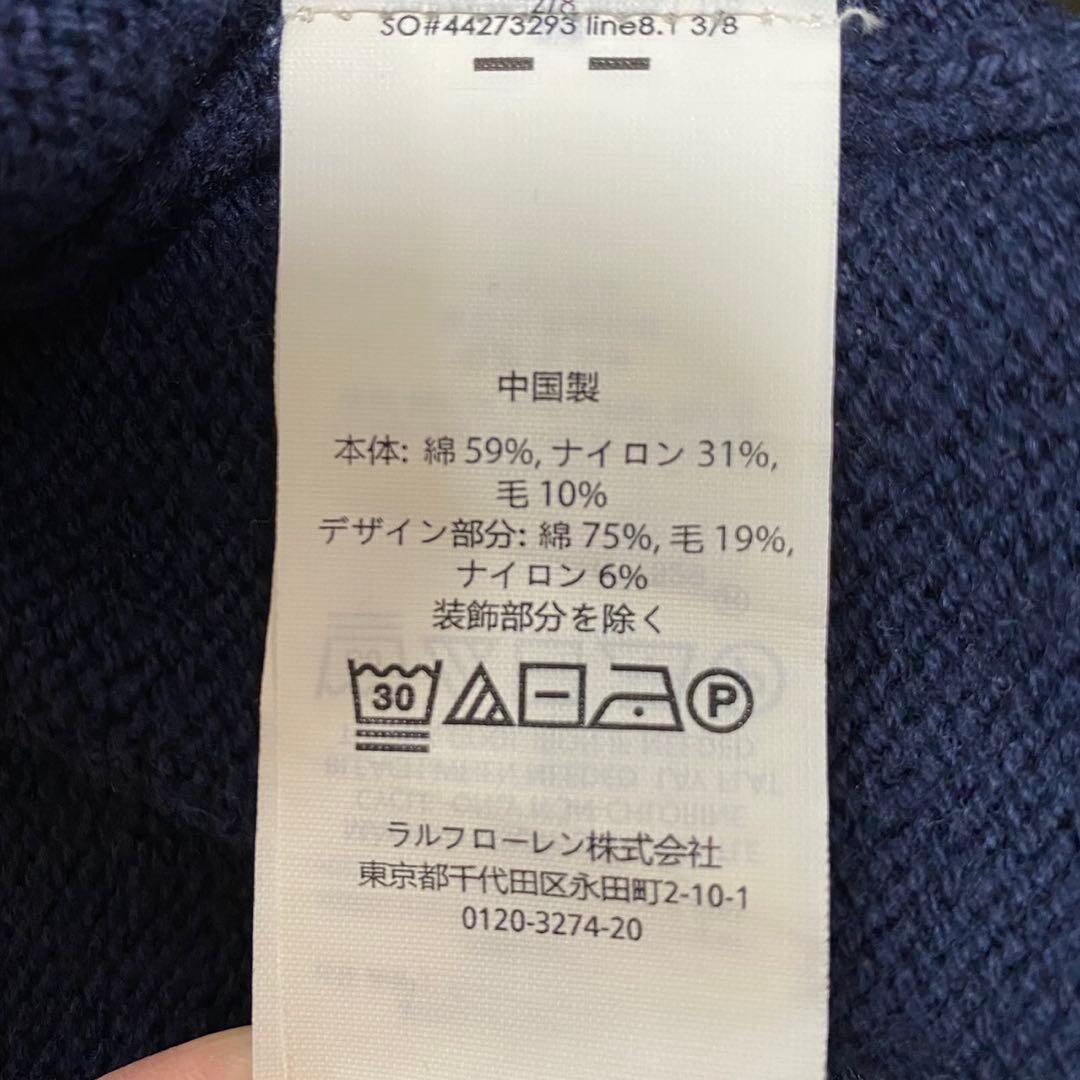 2/8
SO#44273293 line8.1 3/8
中国製
本体: 綿 59%, ナイロン 31%,
毛 10%
デザイン部分: 綿 75%, 毛 19%,
ナイロン 6%
装飾部分を除く
30 P
ラルフローレン株式会社
東京都千代田区永田町2-10-1
0120-3274-20